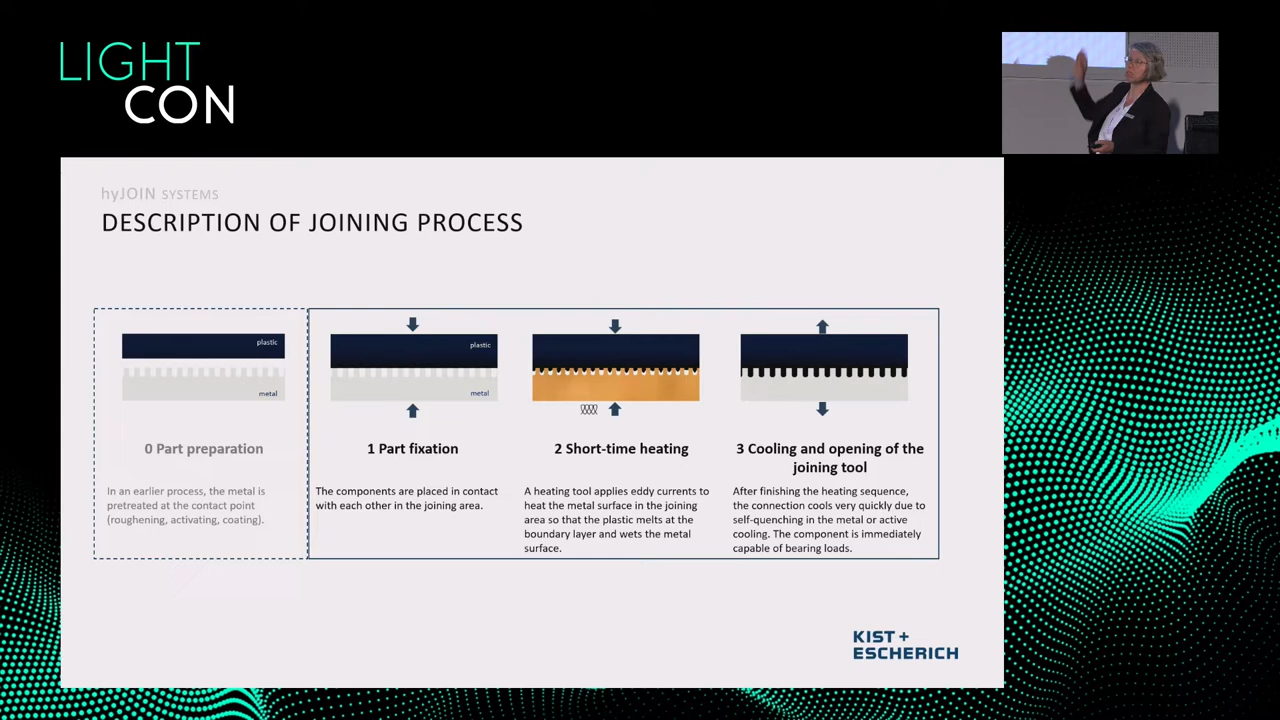 LIGHT
CON
hyJOIN SYSTEMS
DESCRIPTION OF JOINING PROCESS
plastic
metal
0 Part preparation
In an earlier process, the metal is
pretreated at the contact point
(roughening, activating, coating).
plastic
metal
1 Part fixation
The components are placed in contact
with each other in the joining area.
2 Short-time heating
A heating tool applies eddy currents to
heat the metal surface in the joining
area so that the plastic melts at the
boundary layer and wets the metal
surface.
3 Cooling and opening of the
joining tool
After finishing the heating sequence,
the connection cools very quickly due to
self-quenching in the metal or active
cooling. The component is immediately
capable of bearing loads.
KIST +
ESCHERICH